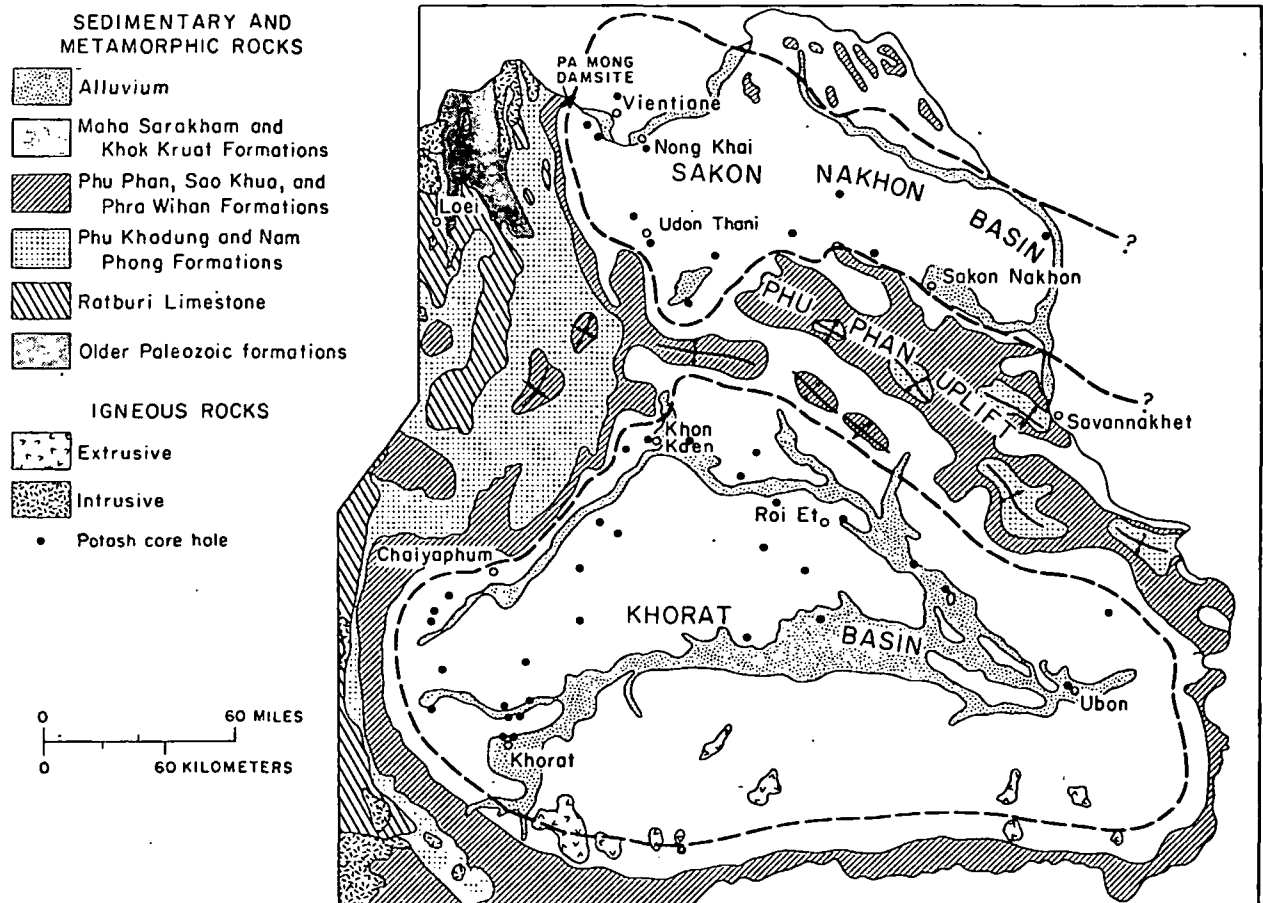 SEDIMENTARY AND
METAMORPHIC ROCKS
Alluvium
Maha Sarakham and
Khok Kruat Formations
Phu Phan, Sao Khua, and
Phra Wihan Formations
Phu Khadung and Nam
Phong Formations
Ratburi Limestone
Older Paleozoic formations
IGNEOUS ROCKS
Extrusive
Intrusive
Potash core hole
0 60 MILES
0 60 KILOMETERS
PA MONG
DAMSITE
Vientiane
Nong Khai
SAKON NAKHON BASIN
Loei
Udon Thani
?
Sakon Nakhon
PHU PHAN UPLIFT
?
Savannakhet
Khon
Kaen
Roi Et
Chaiyaphum
KHORAT BASIN
Ubon
Khorat